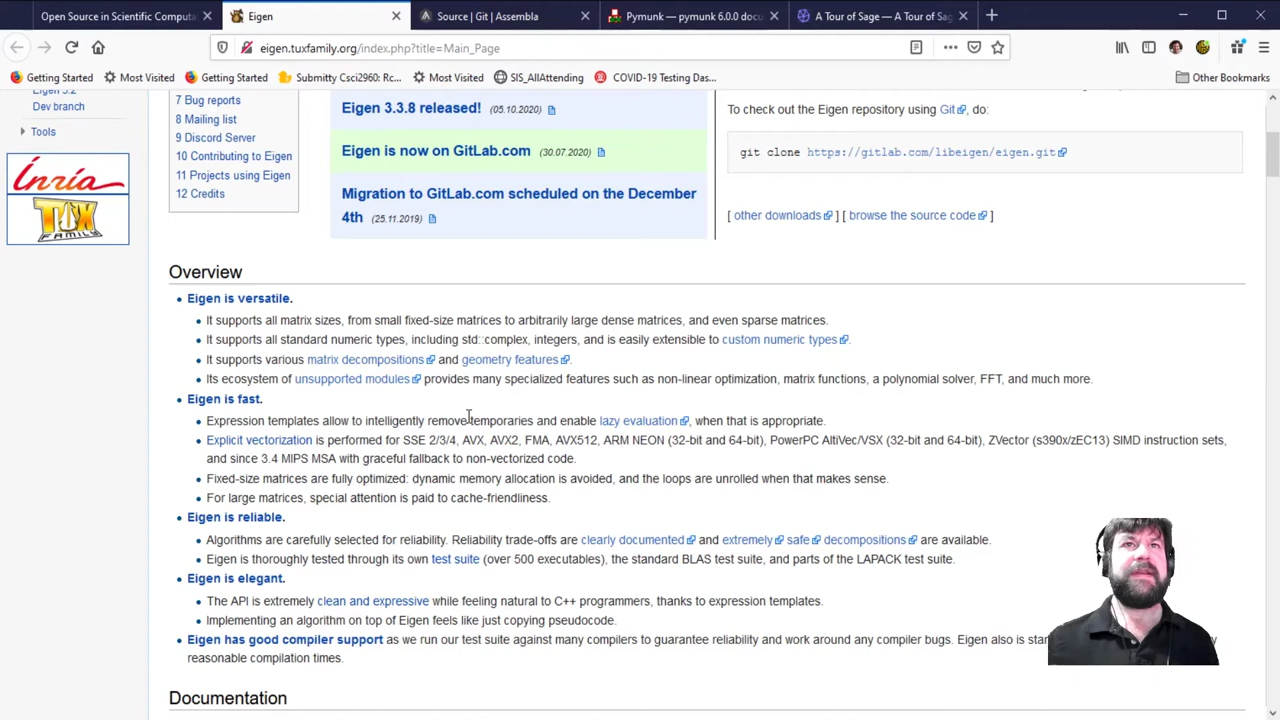 Open Source in Scientific Computa
Eigen
Source | Git | Assembla
Pymunk — pymunk 6.0.0 docu
A Tour of Sage — A Tour of Sag
eigen.tuxfamily.org/index.php?title=Main_Page
Getting Started
Most Visited
Getting Started
Submitty Csci2960: Rc...
Most Visited
SIS_AllAttending
COVID-19 Testing Das...
Other Bookmarks
Eigen 3.2
Dev branch
Tools
Inria
TUX
FAMILY
7 Bug reports
8 Mailing list
9 Discord Server
10 Contributing to Eigen
11 Projects using Eigen
12 Credits
Eigen 3.3.8 released! (05.10.2020)
Eigen is now on GitLab.com (30.07.2020)
Migration to GitLab.com scheduled on the December
4th (25.11.2019)
To check out the Eigen repository using Git, do:
git clone https://gitlab.com/libeigen/eigen.git
[ other downloads ] [ browse the source code ]
Overview
Eigen is versatile.
It supports all matrix sizes, from small fixed-size matrices to arbitrarily large dense matrices, and even sparse matrices.
It supports all standard numeric types, including std::complex, integers, and is easily extensible to custom numeric types.
It supports various matrix decompositions and geometry features.
Its ecosystem of unsupported modules provides many specialized features such as non-linear optimization, matrix functions, a polynomial solver, FFT, and much more.
Eigen is fast.
Expression templates allow to intelligently remove temporaries and enable lazy evaluation, when that is appropriate.
Explicit vectorization is performed for SSE 2/3/4, AVX, AVX2, FMA, AVX512, ARM NEON (32-bit and 64-bit), PowerPC AltiVec/VSX (32-bit and 64-bit), ZVector (s390x/zEC13) SIMD instruction sets,
and since 3.4 MIPS MSA with graceful fallback to non-vectorized code.
Fixed-size matrices are fully optimized: dynamic memory allocation is avoided, and the loops are unrolled when that makes sense.
For large matrices, special attention is paid to cache-friendliness.
Eigen is reliable.
Algorithms are carefully selected for reliability. Reliability trade-offs are clearly documented and extremely safe decompositions are available.
Eigen is thoroughly tested through its own test suite (over 500 executables), the standard BLAS test suite, and parts of the LAPACK test suite.
Eigen is elegant.
The API is extremely clean and expressive while feeling natural to C++ programmers, thanks to expression templates.
Implementing an algorithm on top of Eigen feels like just copying pseudocode.
Eigen has good compiler support as we run our test suite against many compilers to guarantee reliability and work around any compiler bugs. Eigen also is
reasonable compilation times.
Documentation